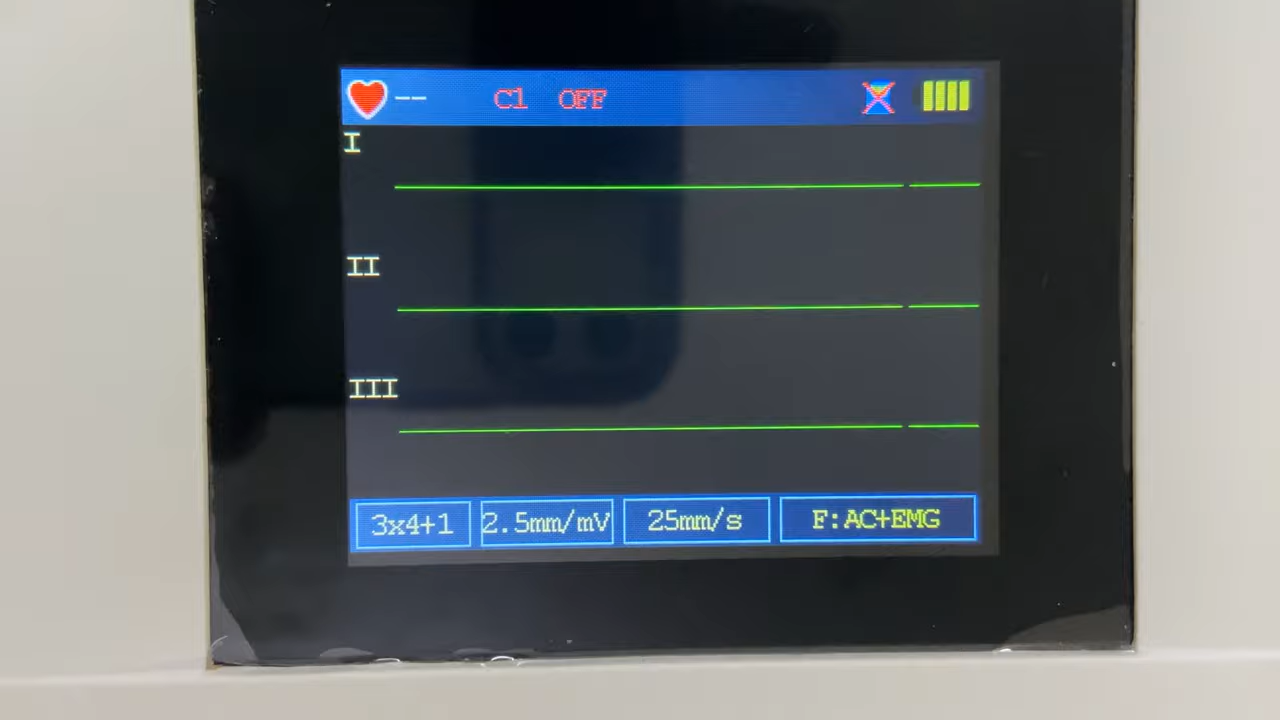 -- C1 OFF
I
II
III
3x4+1 2.5mm/mV 25mm/s F:AC+EMG